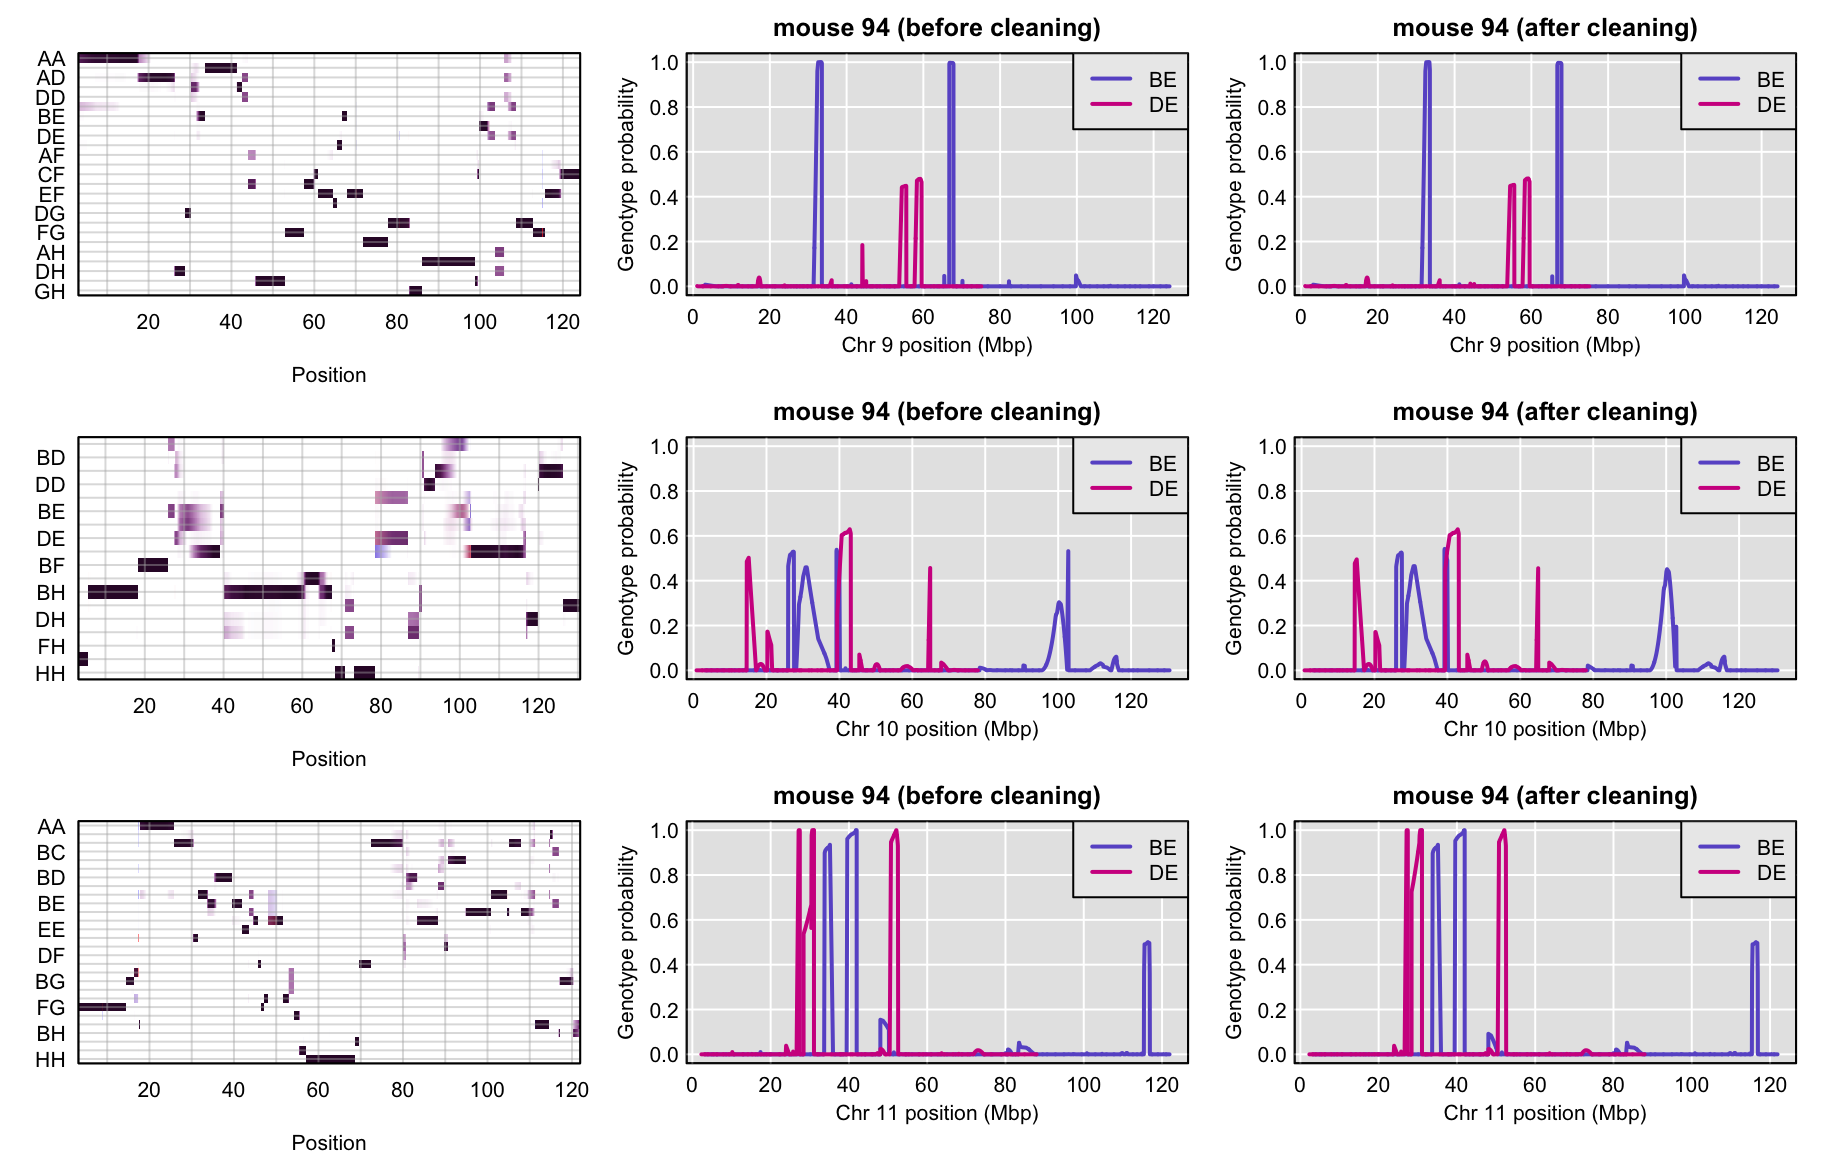 mouse 94 (before cleaning)
mouse 94 (after cleaning)
AA
AD
DD
BE
DE
AF
CF
EF
DG
FG
AH
DH
GH
20 40 60 80 100 120
Position
Genotype probability
1.0
0.8
0.6
0.4
0.2
0.0
BE
DE
0 20 40 60 80 100 120
Chr 9 position (Mbp)
Genotype probability
1.0
0.8
0.6
0.4
0.2
0.0
BE
DE
0 20 40 60 80 100 120
Chr 9 position (Mbp)
mouse 94 (before cleaning)
mouse 94 (after cleaning)
BD
DD
BE
DE
BF
BH
DH
FH
HH
20 40 60 80 100 120
Position
Genotype probability
1.0
0.8
0.6
0.4
0.2
0.0
BE
DE
0 20 40 60 80 100 120
Chr 10 position (Mbp)
Genotype probability
1.0
0.8
0.6
0.4
0.2
0.0
BE
DE
0 20 40 60 80 100 120
Chr 10 position (Mbp)
mouse 94 (before cleaning)
mouse 94 (after cleaning)
AA
BC
BD
BE
EE
DF
BG
FG
BH
HH
20 40 60 80 100 120
Position
Genotype probability
1.0
0.8
0.6
0.4
0.2
0.0
BE
DE
0 20 40 60 80 100 120
Chr 11 position (Mbp)
Genotype probability
1.0
0.8
0.6
0.4
0.2
0.0
BE
DE
0 20 40 60 80 100 120
Chr 11 position (Mbp)